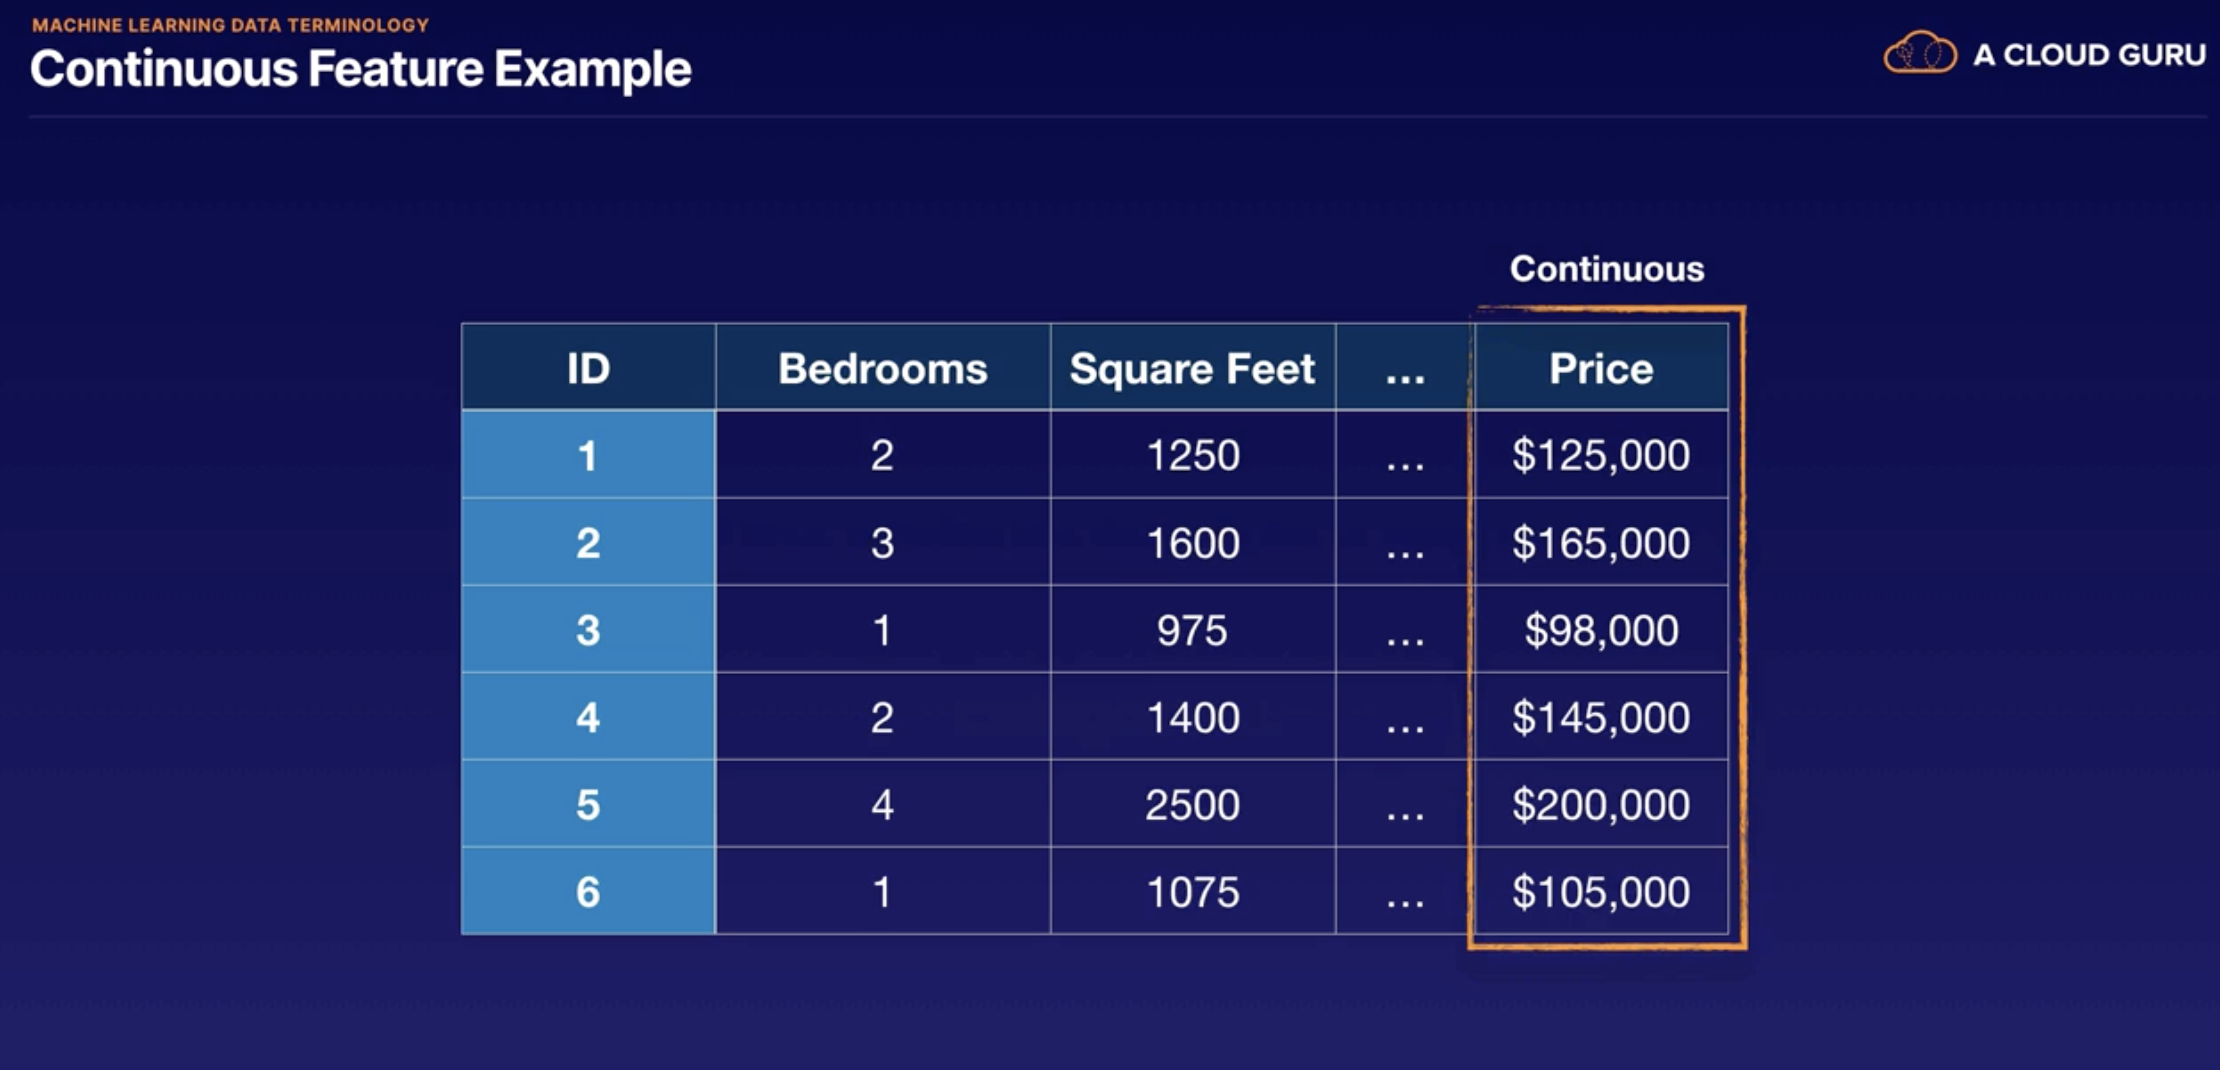 MACHINE LEARNING DATA TERMINOLOGY
Continuous Feature Example
A CLOUD GURU
Continuous
ID Bedrooms Square Feet ... Price
1 2 1250 ... $125,000
2 3 1600 ... $165,000
3 1 975 ... $98,000
4 2 1400 ... $145,000
5 4 2500 ... $200,000
6 1 1075 ... $105,000